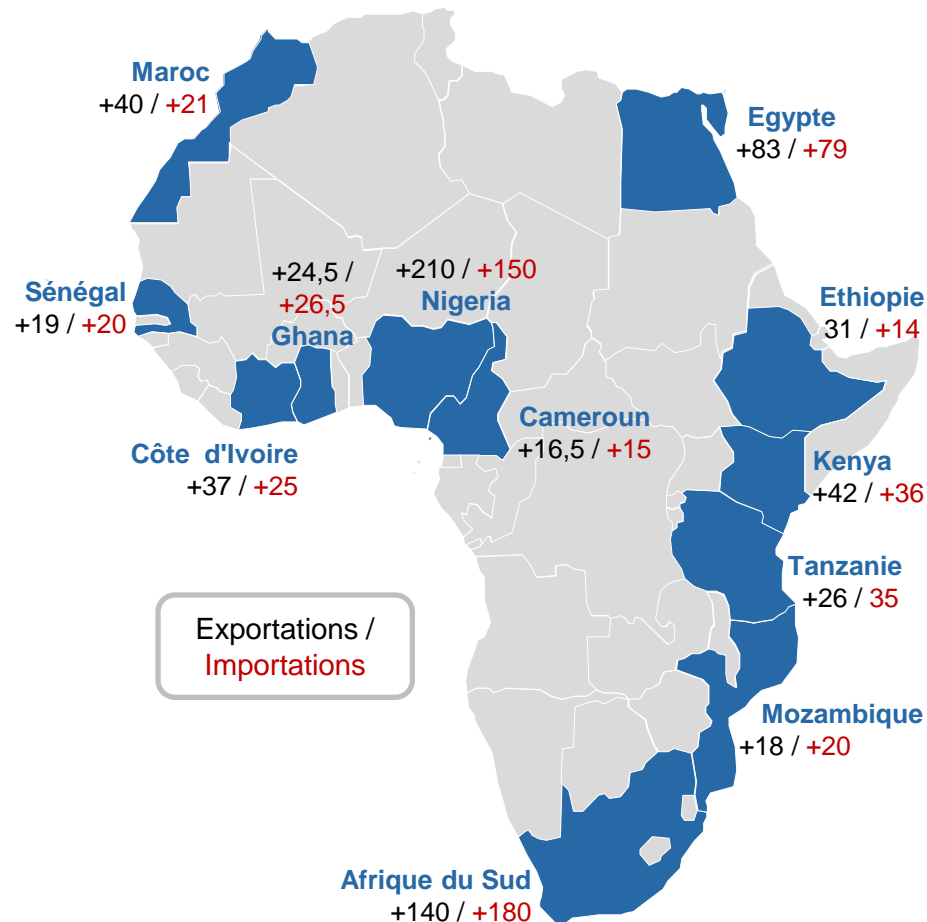 Maroc
+40 / +21
Egypte
+83 / +79
+24,5 /
+26,5
Ghana
+210 / +150
Nigeria
Sénégal
+19 / +20
Ethiopie
31 / +14
Cameroun
+16,5 / +15
Côte d'Ivoire
+37 / +25
Kenya
+42 / +36
Tanzanie
+26 / 35
Exportations /
Importations
Mozambique
+18 / +20
Afrique du Sud
+140 / +180